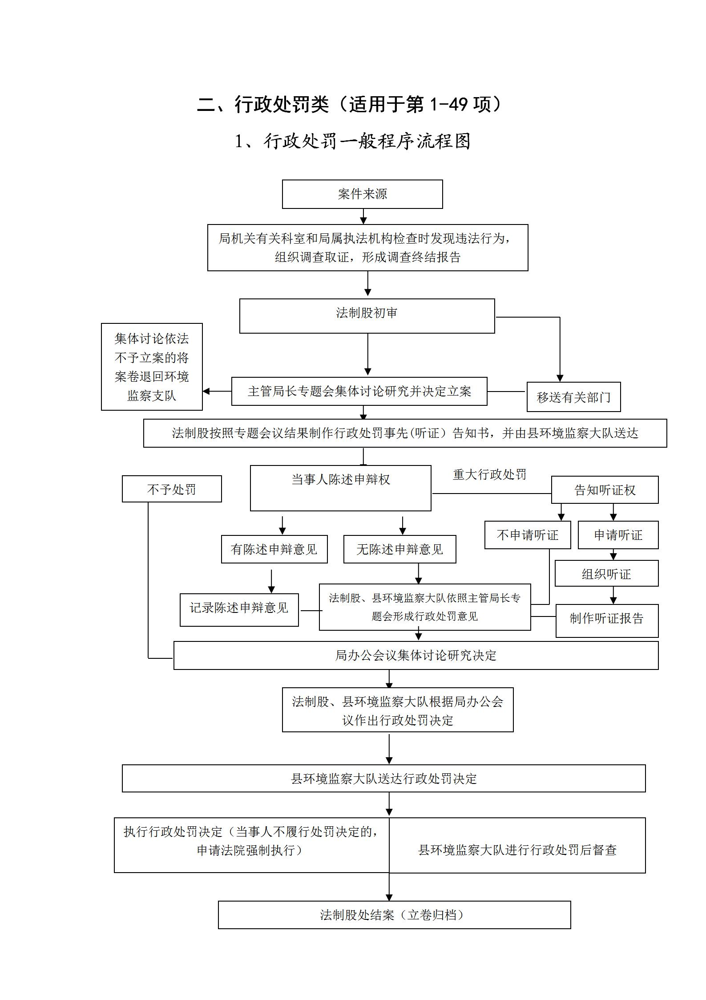 二、行政处罚类（适用于第1-49项）
1、行政处罚一般程序流程图
案件来源
局机关有关科室和局属执法机构检查时发现违法行为，
组织调查取证，形成调查终结报告
法制股初审
集体讨论依法
不予立案的将
案卷退回环境
监察支队
主管局长专题会集体讨论研究并决定立案
移送有关部门
法制股按照专题会议结果制作行政处罚事先(听证）告知书，并由县环境监察大队送达
当事人陈述申辩权
重大行政处罚
不予处罚
告知听证权
不申请听证
申请听证
有陈述申辩意见
无陈述申辩意见
组织听证
记录陈述申辩意见
法制股、县环境监察大队依照主管局长专
题会形成行政处罚意见
制作听证报告
局办公会议集体讨论研究决定
法制股、县环境监察大队根据局办公会
议作出行政处罚决定
县环境监察大队送达行政处罚决定
执行行政处罚决定（当事人不履行处罚决定的，
申请法院强制执行）
县环境监察大队进行行政处罚后督查
法制股处结案（立卷归档）